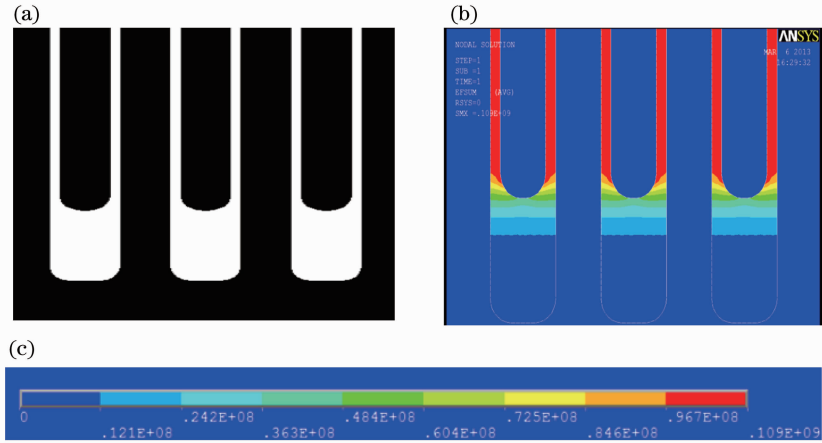 (a)
(b)
ANSYS
NODAL SOLUTION
MAR 6 2013
16:29:32
STEP=1
SUB =1
TIME=1
EFSUM (AVG)
RSYS=0
SMX =.109E+09
(c)
0 .242E+08 .484E+08 .725E+08 .967E+08
.121E+08 .363E+08 .604E+08 .846E+08 .109E+09